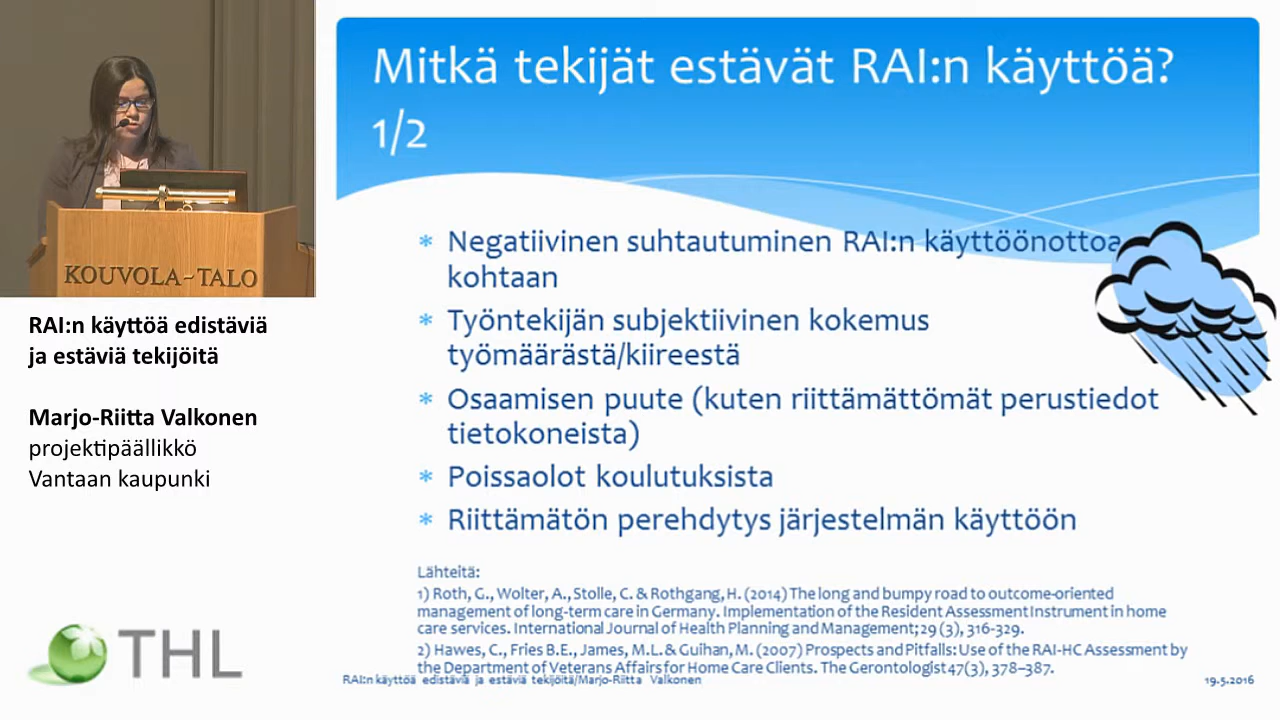 Mitkä tekijät estävät RAI:n käyttöä?
1/2
* Negatiivinen suhtautuminen RAI:n käyttöönottoa
kohtaan
* Työntekijän subjektiivinen kokemus
työmäärästä/kiireestä
* Osaamisen puute (kuten riittämättömät perustiedot
tietokoneista)
* Poissaolot koulutuksista
* Riittämätön perehdytys järjestelmän käyttöön
Lähteitä:
1) Roth, G., Wolter, A., Stolle, C. & Rothgang, H. (2014) The long and bumpy road to outcome-oriented
management of long-term care in Germany. Implementation of the Resident Assessment Instrument in home
care services. International Journal of Health Planning and Management; 29 (3), 316-329.
2) Hawes, C., Fries B.E., James, M.L. & Guihan, M. (2007) Prospects and Pitfalls: Use of the RAI-HC Assessment by
the Department of Veterans Affairs for Home Care Clients. The Gerontologist 47(3), 378–387.
RAI:n käyttöä edistäviä ja estäviä tekijöitä/Marjo-Riitta Valkonen
19.5.2016
KOUVOLA-TALO
RAI:n käyttöä edistäviä
ja estäviä tekijöitä
Marjo-Riitta Valkonen
projektipäällikkö
Vantaan kaupunki
THL